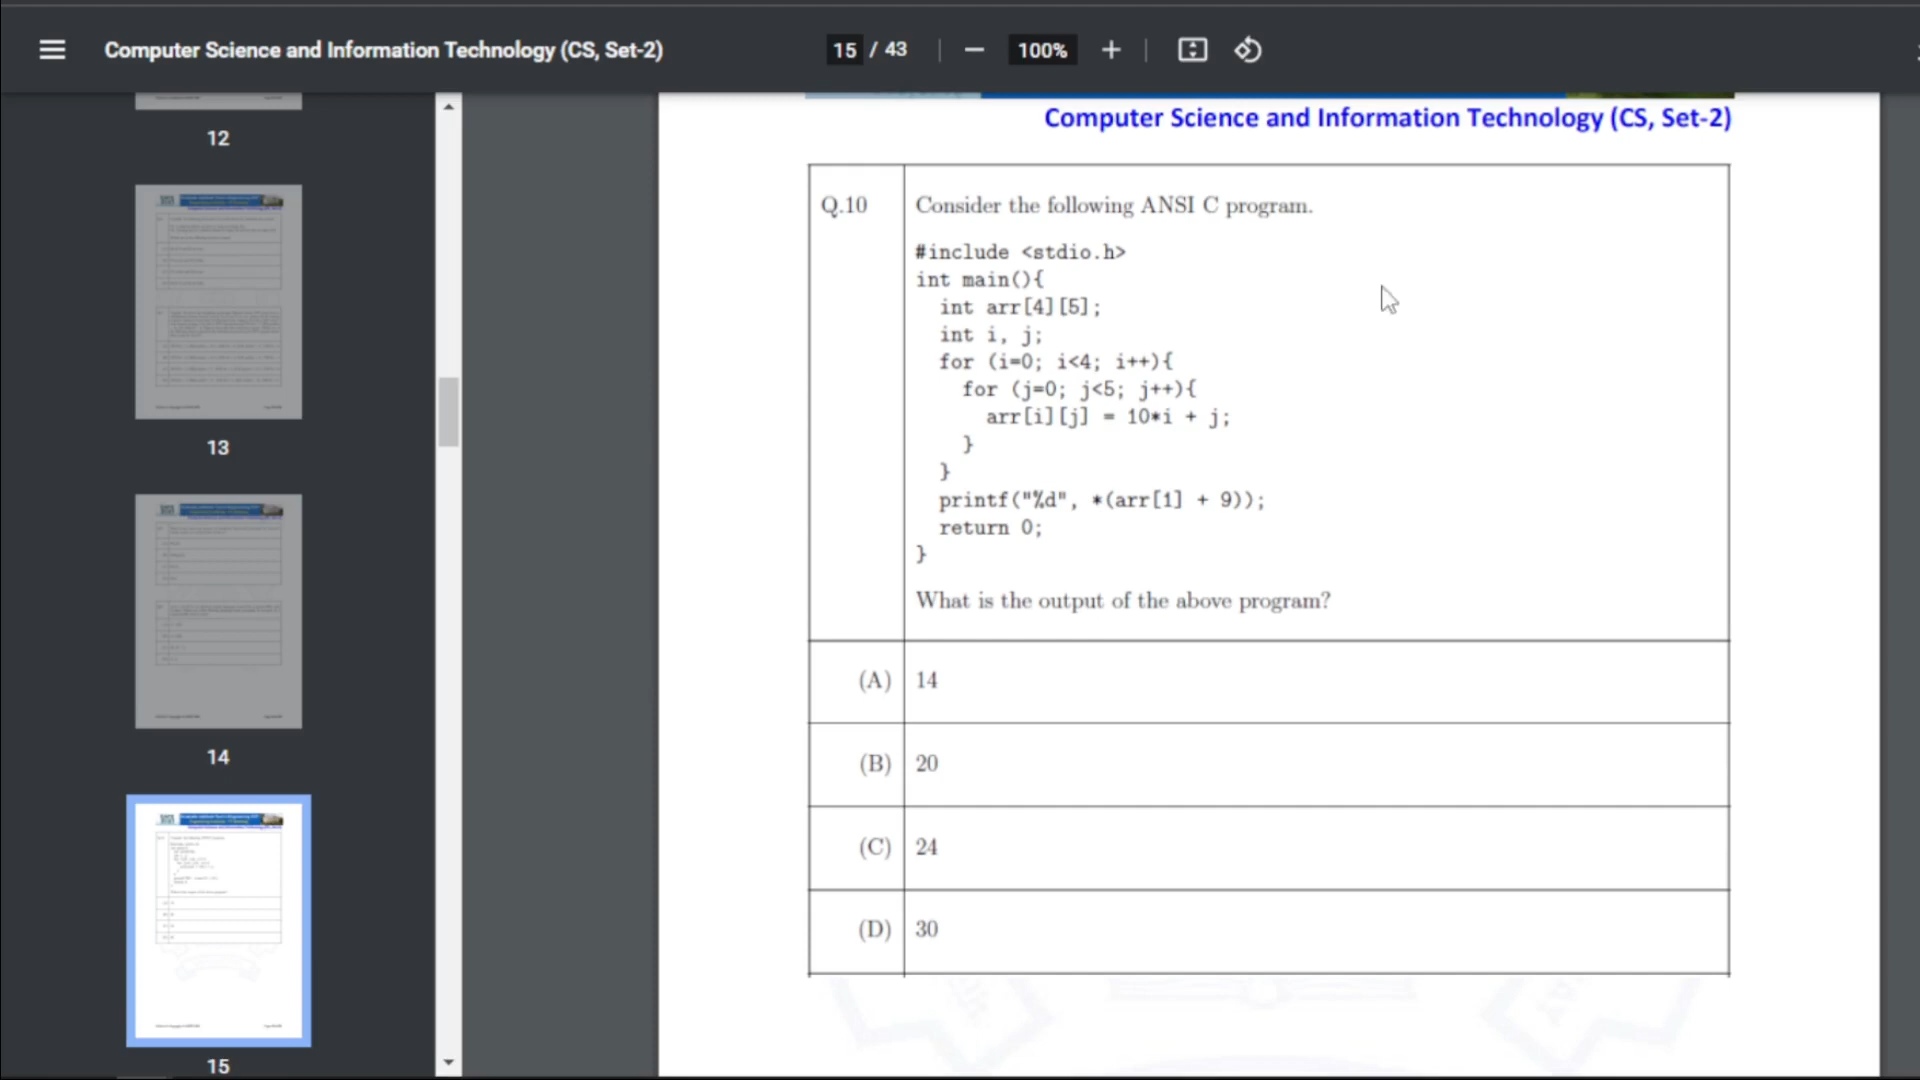 Computer Science and Information Technology (CS, Set-2)
15 / 43
100%
12
13
14
15
Computer Science and Information Technology (CS, Set-2)
Q.10 Consider the following ANSI C program.
#include <stdio.h>
int main(){
int arr[4][5];
int i, j;
for (i=0; i<4; i++){
for (j=0; j<5; j++){
arr[i][j] = 10*i + j;
}
}
printf("%d", *(arr[1] + 9));
return 0;
}
What is the output of the above program?
(A) 14
(B) 20
(C) 24
(D) 30